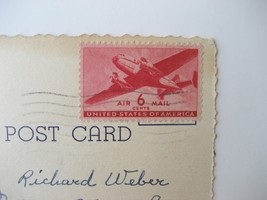 AIR 6 MAIL
CENTS
UNITED STATES OF AMERICA
POST CARD
Richard Weber